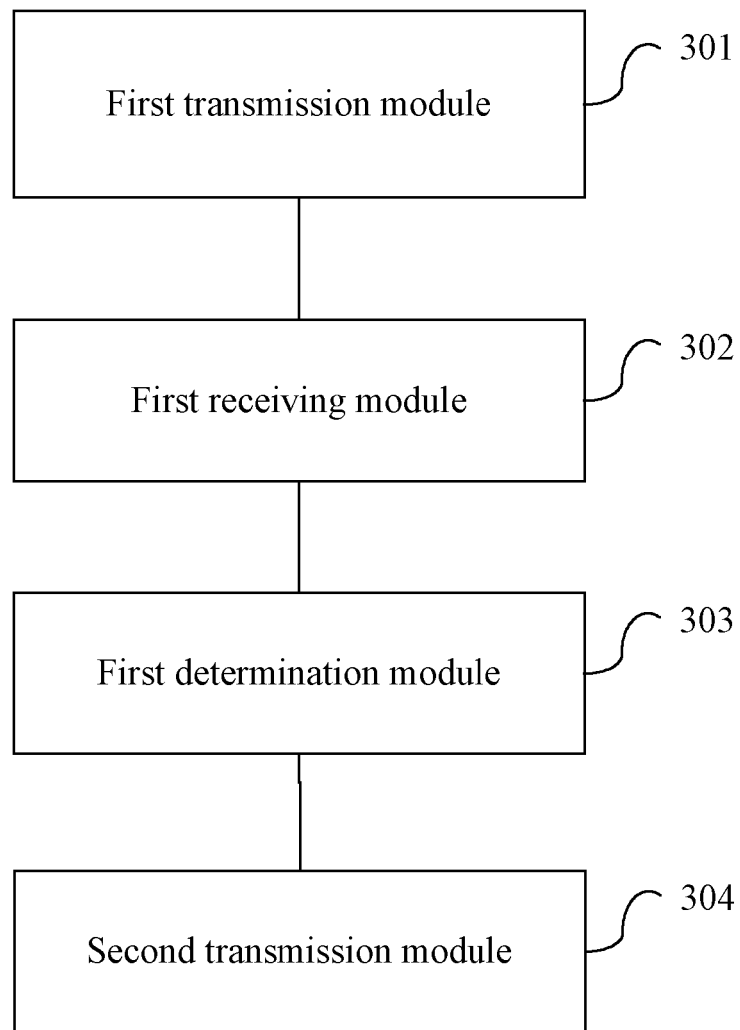 301
First transmission module
302
First receiving module
303
First determination module
304
Second transmission module